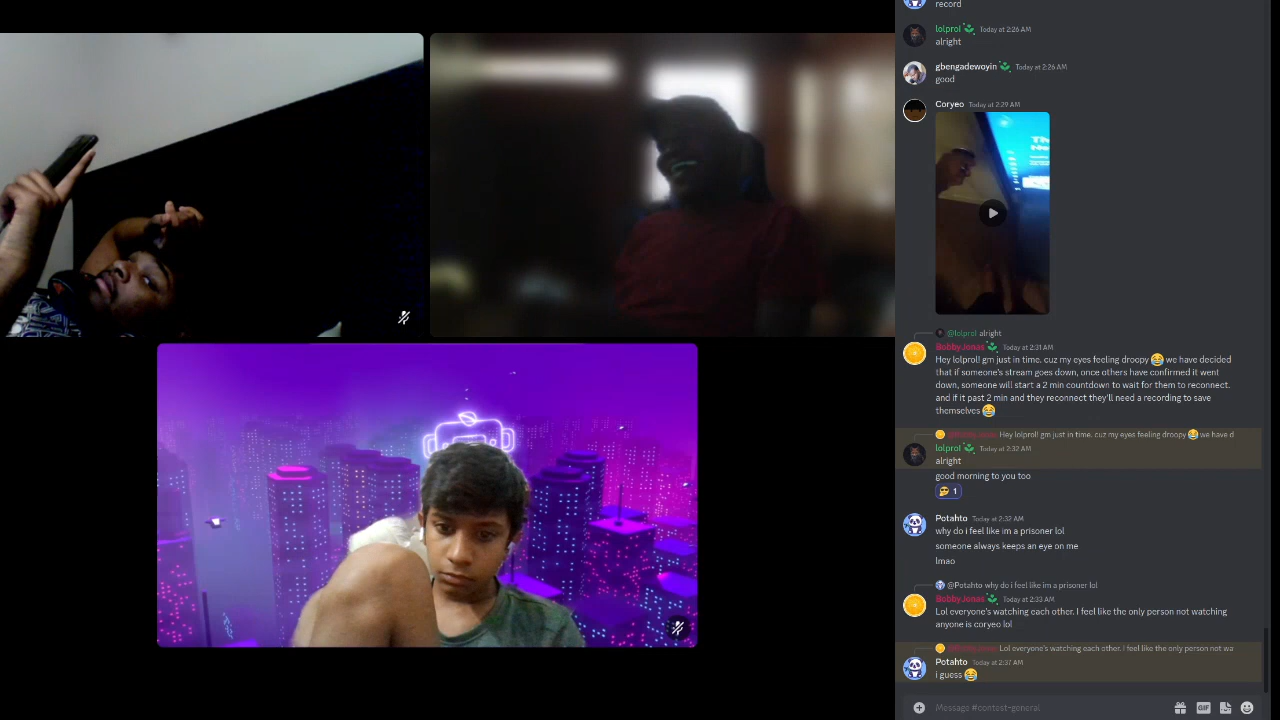 record
lolprol Today at 2:26 AM
alright
gbengadewoyin Today at 2:26 AM
good
Coryeo Today at 2:29 AM
@lolprol alright
BobbyJonas Today at 2:31 AM
Hey lolprol! gm just in time. cuz my eyes feeling droopy 😂 we have decided
that if someone's stream goes down, once others have confirmed it went
down, someone will start a 2 min countdown to wait for them to reconnect.
and if it past 2 min and they reconnect they'll need a recording to save
themselves 😂
Hey lolprol! gm just in time. cuz my eyes feeling droopy 😂 we have d
lolprol Today at 2:32 AM
alright
good morning to you too
1
Potahto Today at 2:32 AM
why do i feel like im a prisoner lol
someone always keeps an eye on me
lmao
@Potahto why do i feel like im a prisoner lol
BobbyJonas Today at 2:33 AM
Lol everyone's watching each other. I feel like the only person not watching
anyone is coryeo lol
Lol everyone's watching each other. I feel like the only person not wa
Potahto Today at 2:37 AM
i guess 😂
Message #contest-general
GIF